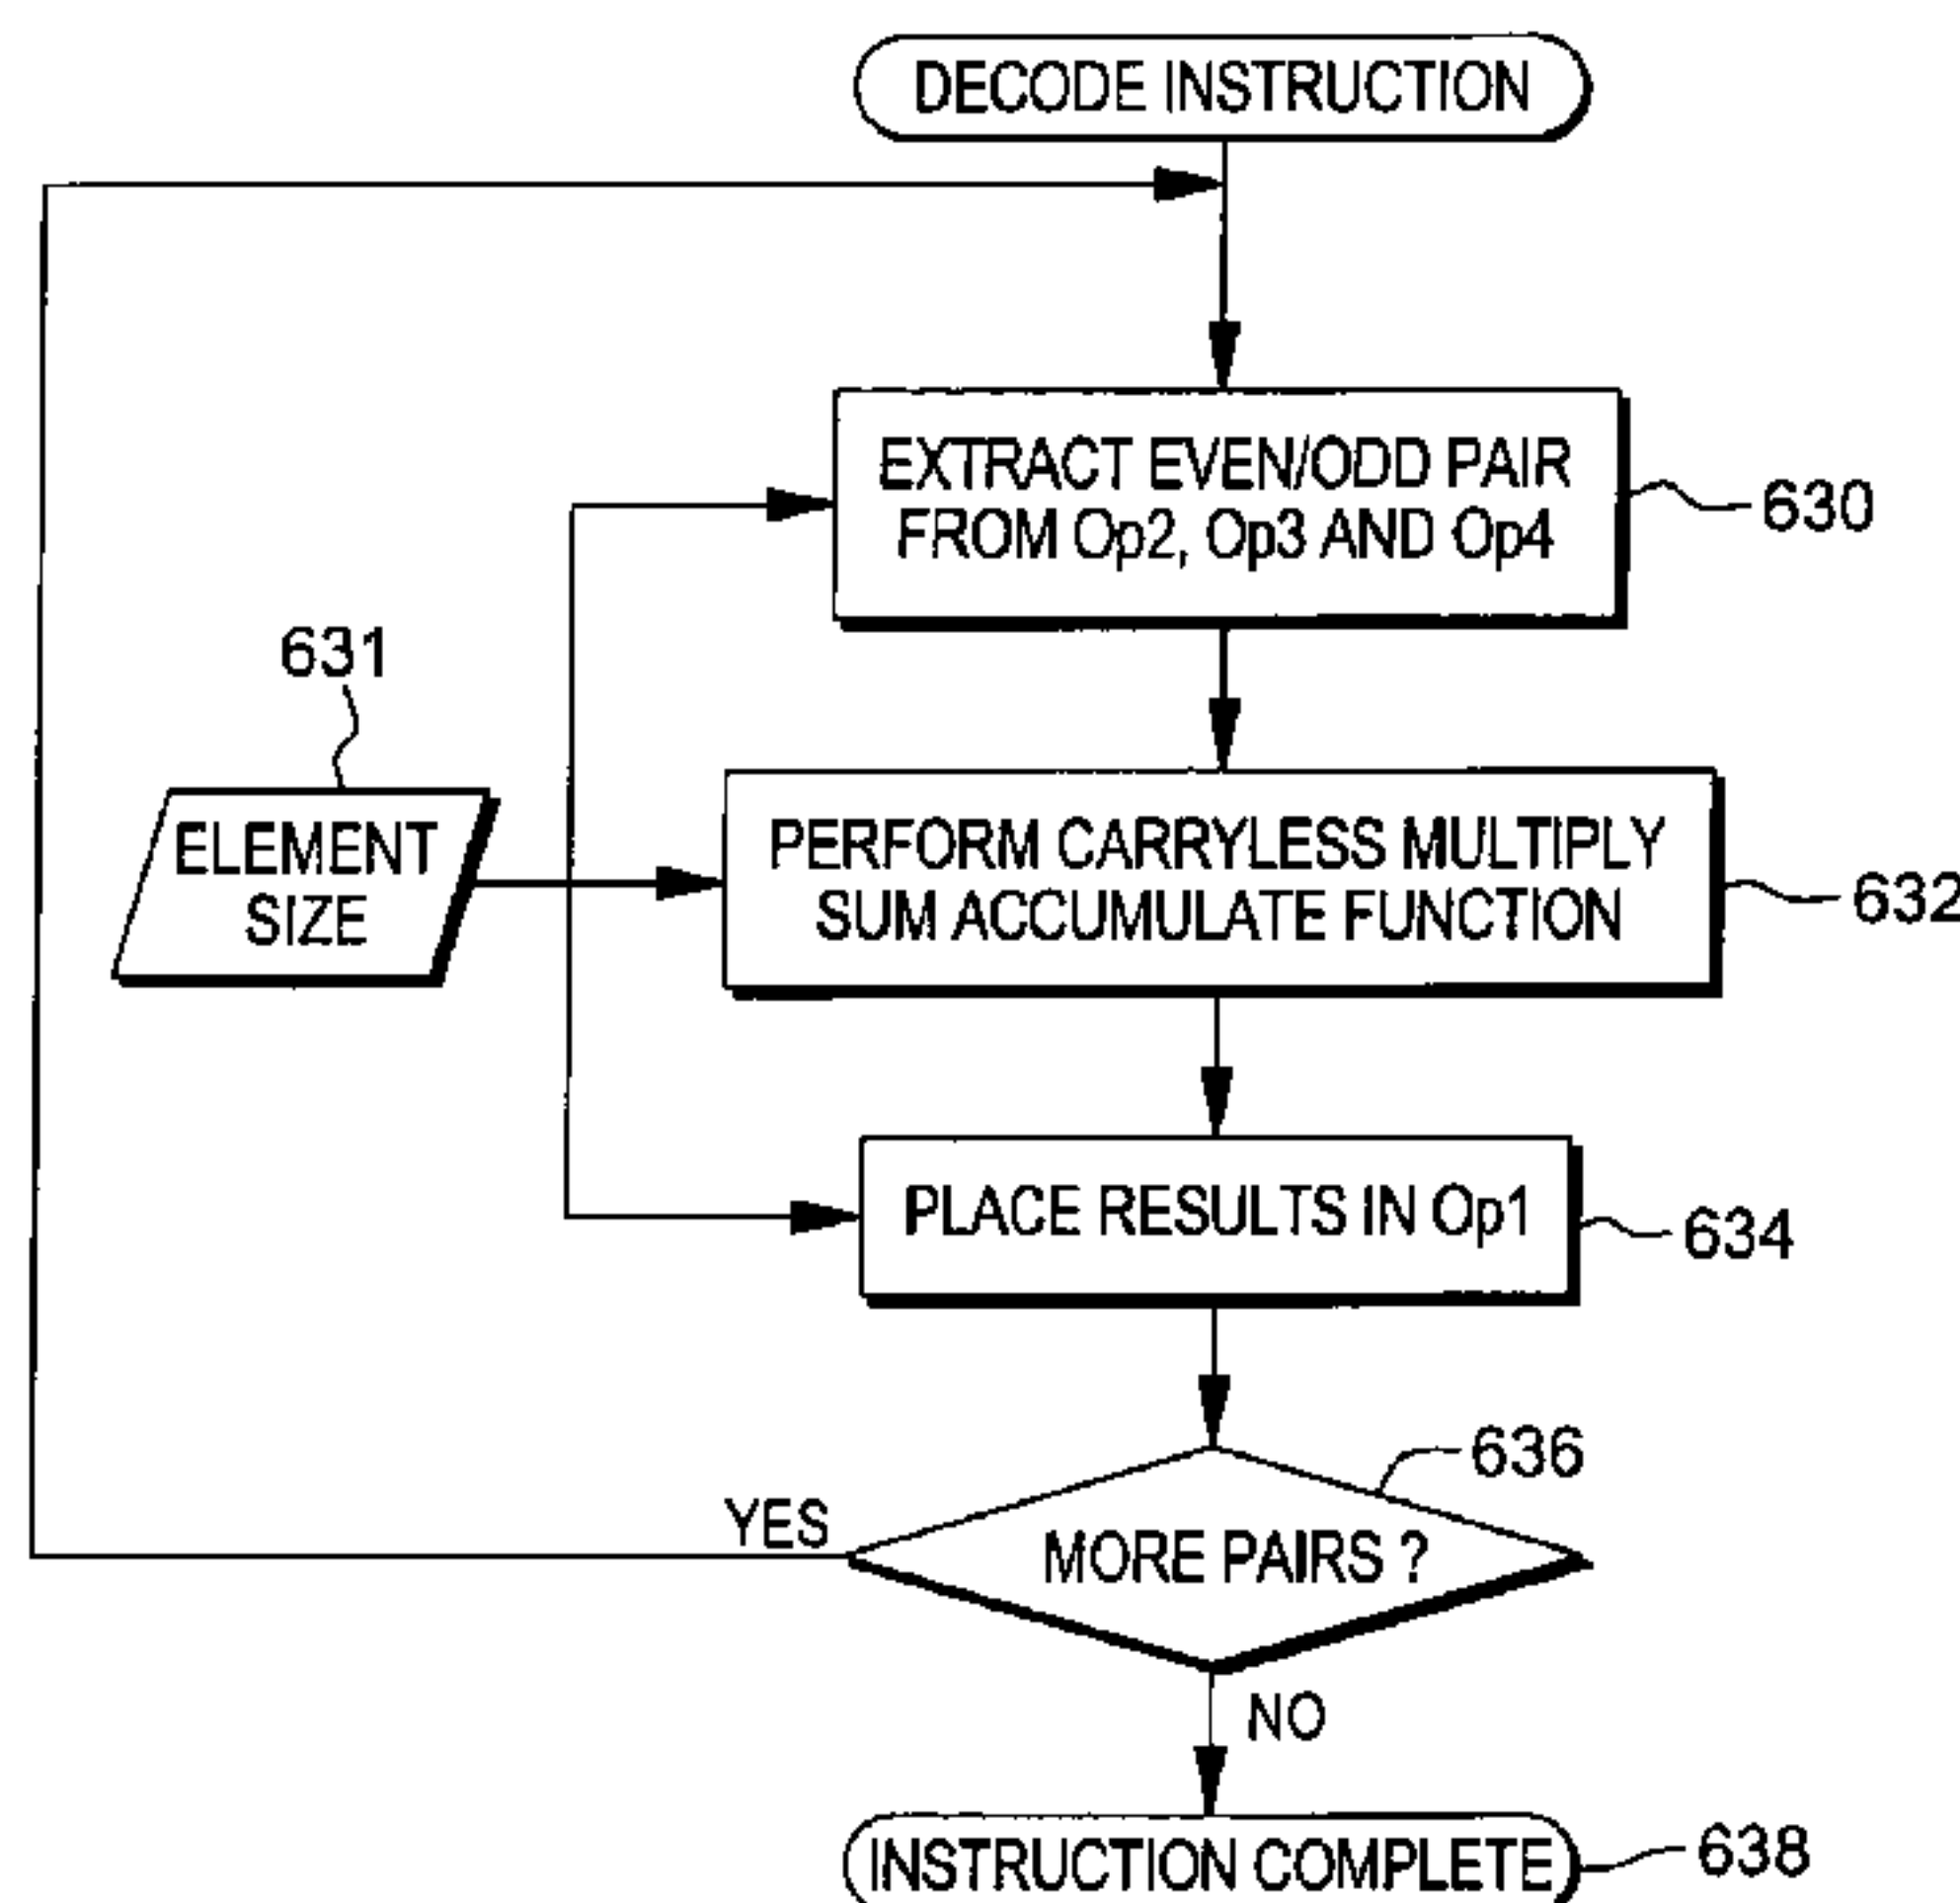 DECODE INSTRUCTION
EXTRACT EVEN/ODD PAIR
FROM Op2, Op3 AND Op4
630
631
ELEMENT
SIZE
PERFORM CARRYLESS MULTIPLY
SUM ACCUMULATE FUNCTION
632
PLACE RESULTS IN Op1
634
636
YES
MORE PAIRS ?
NO
INSTRUCTION COMPLETE
638